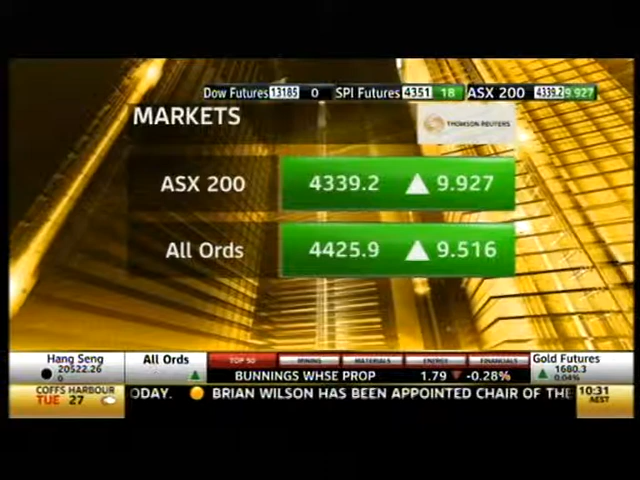 Dow Futures 13185 0 SPI Futures 4351 18 ASX 200 4339.2 9.927
MARKETS
THOMSON REUTERS
ASX 200 4339.2 ▲ 9.927
All Ords 4425.9 ▲ 9.516
Hang Seng
20522.26
0
All Ords
TOP 50 MINING MATERIALS ENERGY FINANCIALS
BUNNINGS WHSE PROP 1.79 ▼ -0.28%
Gold Futures
1680.3
0.04%
COFFS HARBOUR
TUE 27
ODAY. BRIAN WILSON HAS BEEN APPOINTED CHAIR OF THE
10:31
AEST